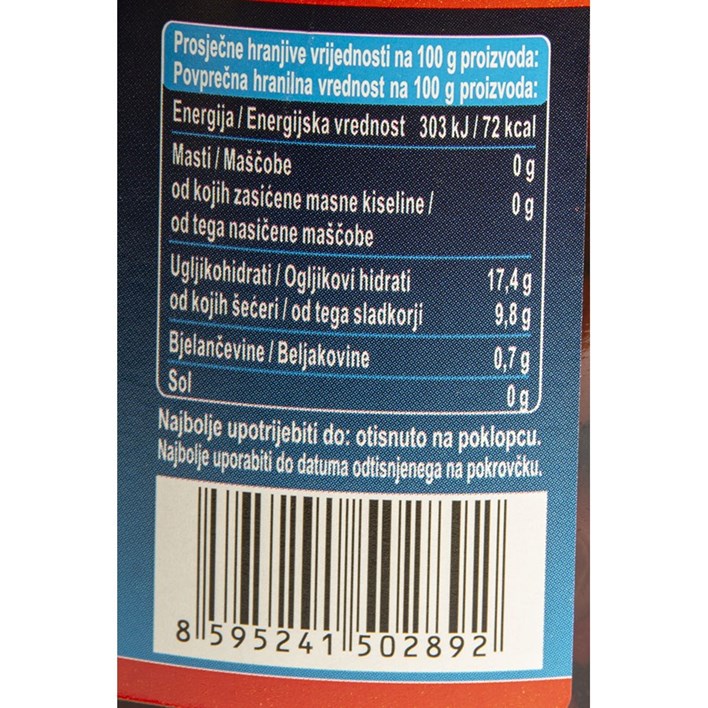 Prosječne hranjive vrijednosti na 100 g proizvoda:
Povprečna hranilna vrednost na 100 g proizvoda:
Energija / Energijska vrednost 303 kJ / 72 kcal
Masti / Maščobe 0 g
od kojih zasićene masne kiseline / 0 g
od tega nasičene maščobe
Ugljikohidrati / Ogljikovi hidrati 17,4 g
od kojih šećeri / od tega sladkorji 9,8 g
Bjelančevine / Beljakovine 0,7 g
Sol 0 g
Najbolje upotrijebiti do: otisnuto na poklopcu.
Najbolje uporabiti do datuma odtisnjenega na pokrovčku.
8 595241 502892